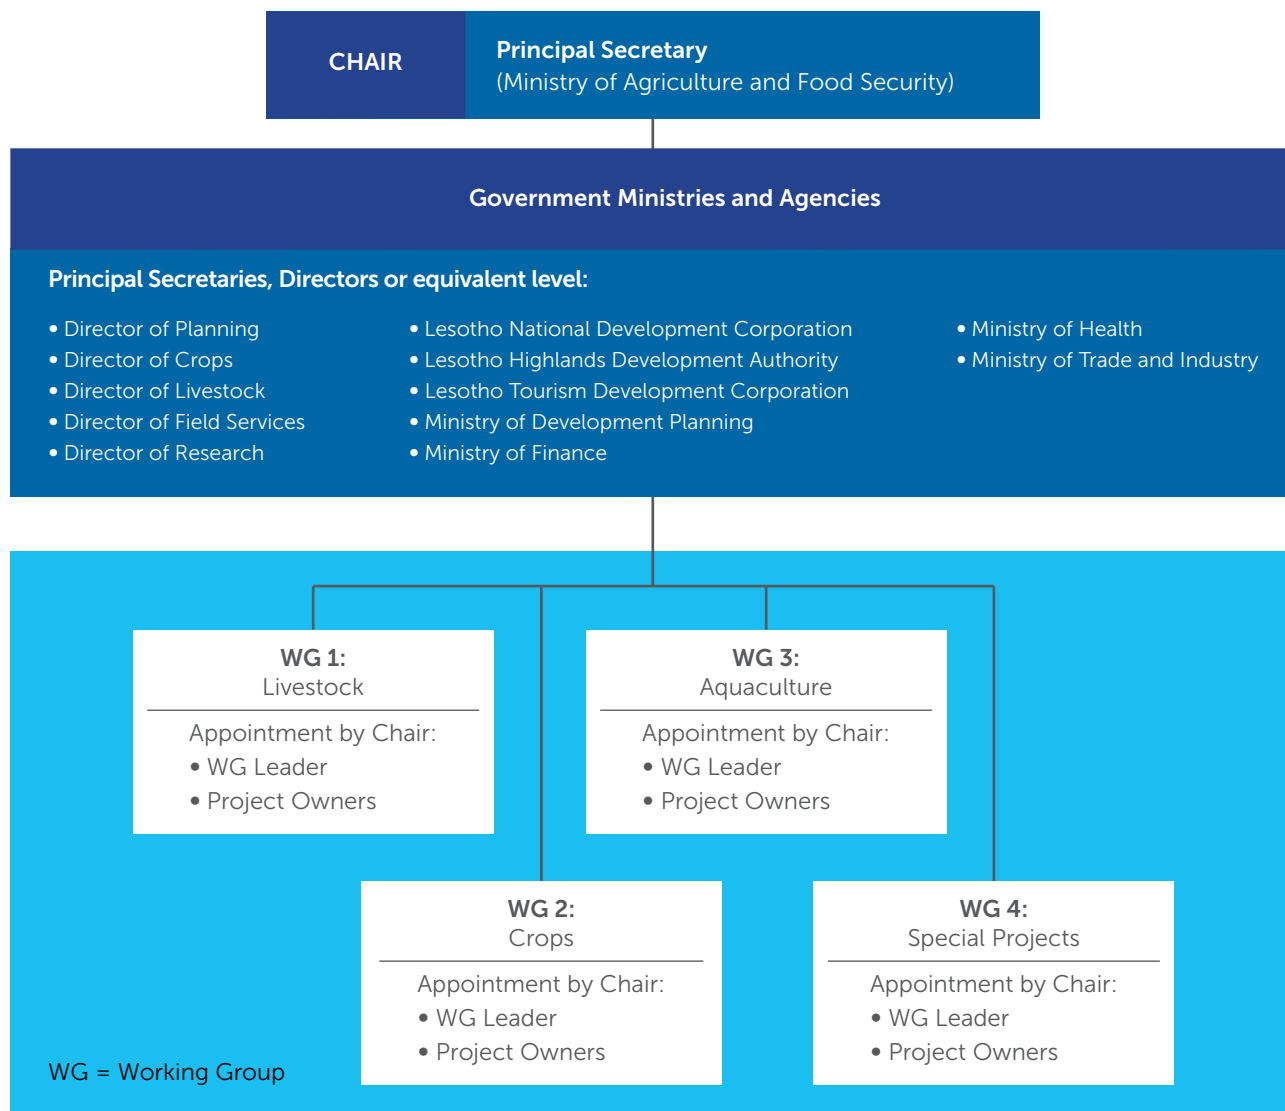 CHAIR
Principal Secretary
(Ministry of Agriculture and Food Security)
Government Ministries and Agencies
Principal Secretaries, Directors or equivalent level:
• Director of Planning
• Director of Crops
• Director of Livestock
• Director of Field Services
• Director of Research
• Lesotho National Development Corporation
• Lesotho Highlands Development Authority
• Lesotho Tourism Development Corporation
• Ministry of Development Planning
• Ministry of Finance
• Ministry of Health
• Ministry of Trade and Industry
WG 1:
Livestock
Appointment by Chair:
• WG Leader
• Project Owners
WG 3:
Aquaculture
Appointment by Chair:
• WG Leader
• Project Owners
WG 2:
Crops
Appointment by Chair:
• WG Leader
• Project Owners
WG 4:
Special Projects
Appointment by Chair:
• WG Leader
• Project Owners
WG = Working Group